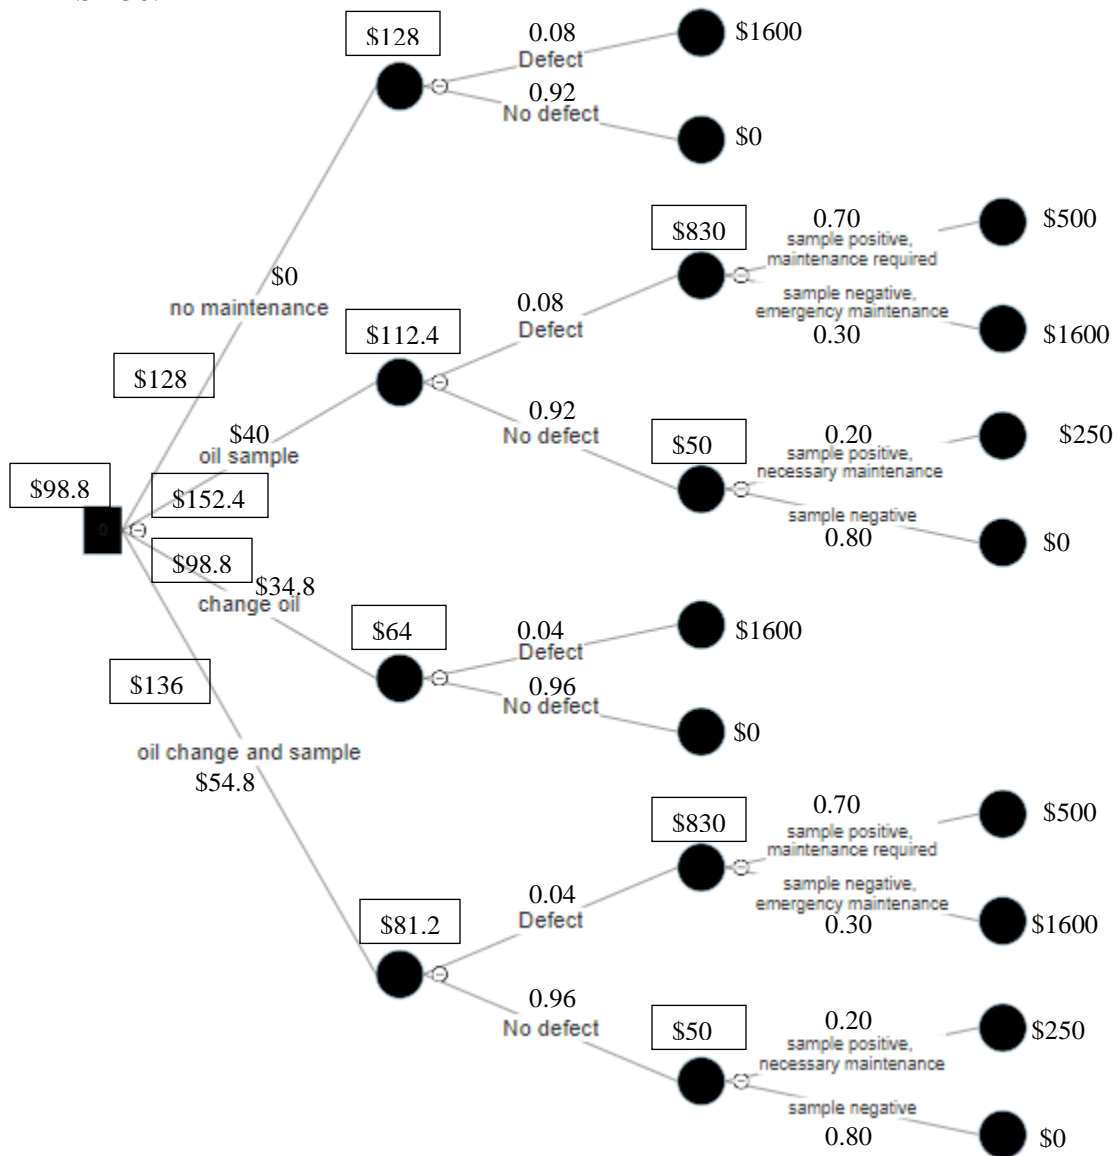 $128
0.08
Defect
$1600
0.92
No defect
$0
$0
no maintenance
$128
$830
0.70
sample positive,
maintenance required
$500
0.08
Defect
sample negative,
emergency maintenance
0.30
$1600
$112.4
$40
oil sample
0.92
No defect
$50
0.20
sample positive,
necessary maintenance
$250
sample negative
0.80
$0
$98.8
0
$152.4
$98.8
$34.8
change oil
$64
0.04
Defect
$1600
0.96
No defect
$0
$136
oil change and sample
$54.8
$830
0.70
sample positive,
maintenance required
$500
0.04
Defect
sample negative,
emergency maintenance
0.30
$1600
$81.2
0.96
No defect
$50
0.20
sample positive,
necessary maintenance
$250
sample negative
0.80
$0